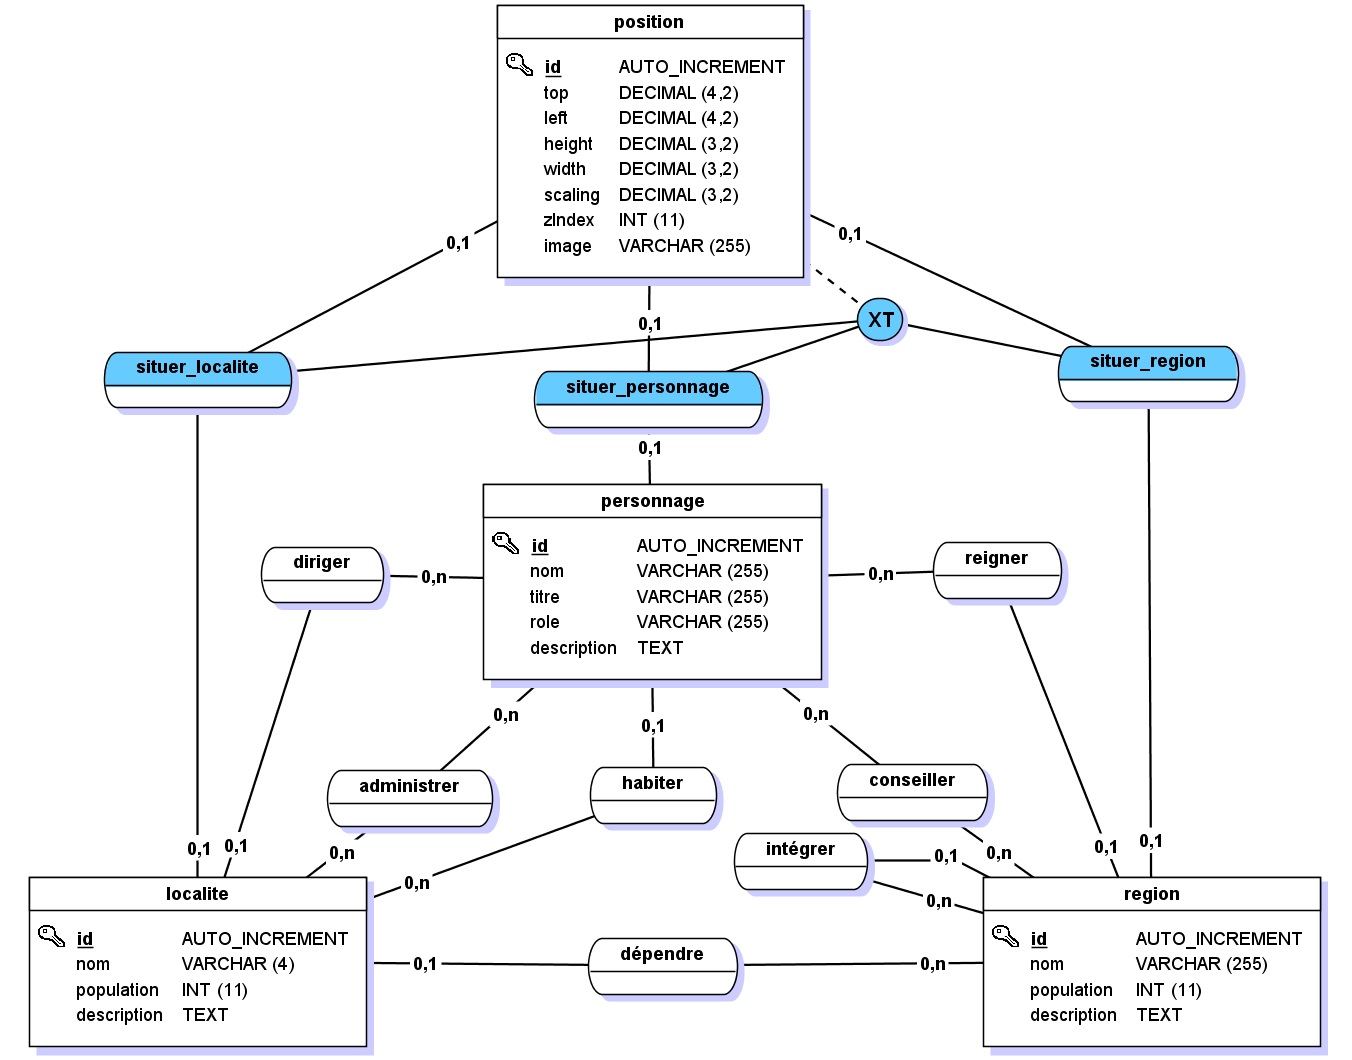 position
id AUTO_INCREMENT
top DECIMAL (4,2)
left DECIMAL (4,2)
height DECIMAL (3,2)
width DECIMAL (3,2)
scaling DECIMAL (3,2)
zIndex INT (11)
image VARCHAR (255)
0,1
0,1
0,1
XT
situer_localite
situer_personnage
situer_region
0,1
personnage
id AUTO_INCREMENT
nom VARCHAR (255)
titre VARCHAR (255)
role VARCHAR (255)
description TEXT
diriger
0,n
0,n
reigner
0,n
0,1
0,n
administrer
habiter
conseiller
0,1
0,1
0,n
0,n
intégrer
0,1
0,n
0,n
0,1
0,1
localite
id AUTO_INCREMENT
nom VARCHAR (4)
population INT (11)
description TEXT
0,1
dépendre
0,n
region
id AUTO_INCREMENT
nom VARCHAR (255)
population INT (11)
description TEXT